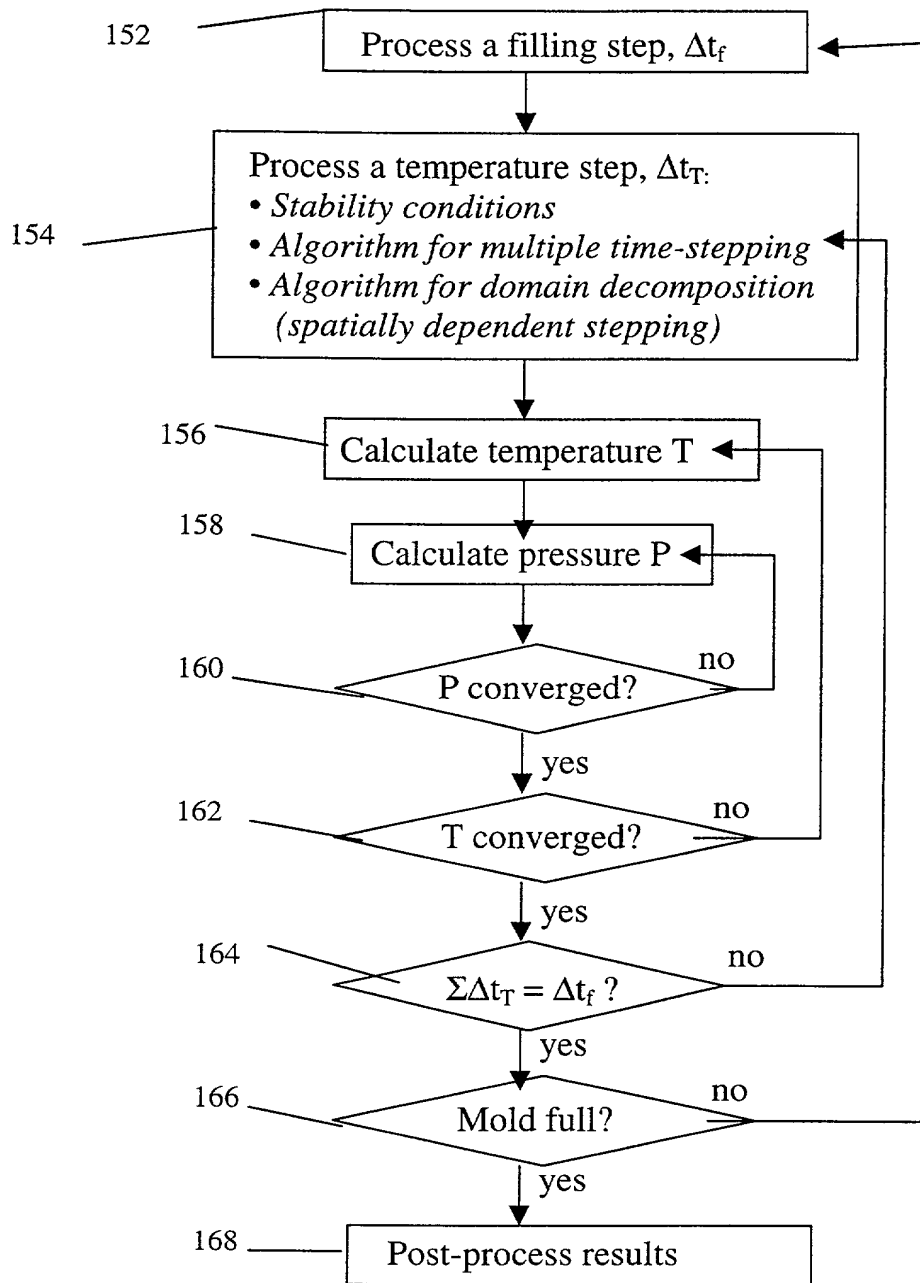 152
Process a filling step, Δt_f
Process a temperature step, Δt_T:
• Stability conditions
154
• Algorithm for multiple time-stepping
• Algorithm for domain decomposition
(spatially dependent stepping)
156
Calculate temperature T
158
Calculate pressure P
160
no
P converged?
yes
162
no
T converged?
yes
164
no
ΣΔt_T = Δt_f ?
yes
166
no
Mold full?
yes
168
Post-process results